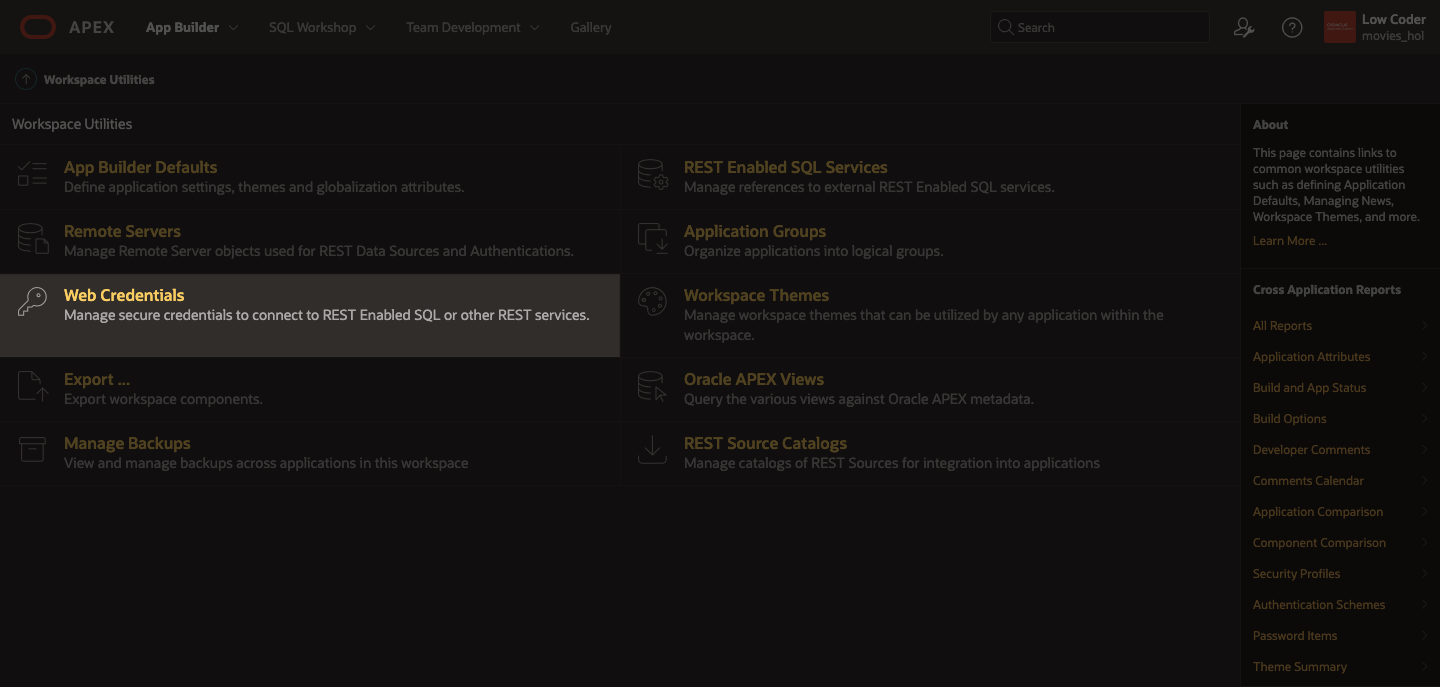 APEX App Builder SQL Workshop Team Development Gallery Search Low Coder
movies_hol
Workspace Utilities
Workspace Utilities
App Builder Defaults
Define application settings, themes and globalization attributes.
REST Enabled SQL Services
Manage references to external REST Enabled SQL services.
Remote Servers
Manage Remote Server objects used for REST Data Sources and Authentications.
Application Groups
Organize applications into logical groups.
Web Credentials
Manage secure credentials to connect to REST Enabled SQL or other REST services.
Workspace Themes
Manage workspace themes that can be utilized by any application within the
workspace.
Export ...
Export workspace components.
Oracle APEX Views
Query the various views against Oracle APEX metadata.
Manage Backups
View and manage backups across applications in this workspace
REST Source Catalogs
Manage catalogs of REST Sources for integration into applications
About
This page contains links to
common workspace utilities
such as defining Application
Defaults, Managing News,
Workspace Themes, and more.
Learn More ...
Cross Application Reports
All Reports
Application Attributes
Build and App Status
Build Options
Developer Comments
Comments Calendar
Application Comparison
Component Comparison
Security Profiles
Authentication Schemes
Password Items
Theme Summary